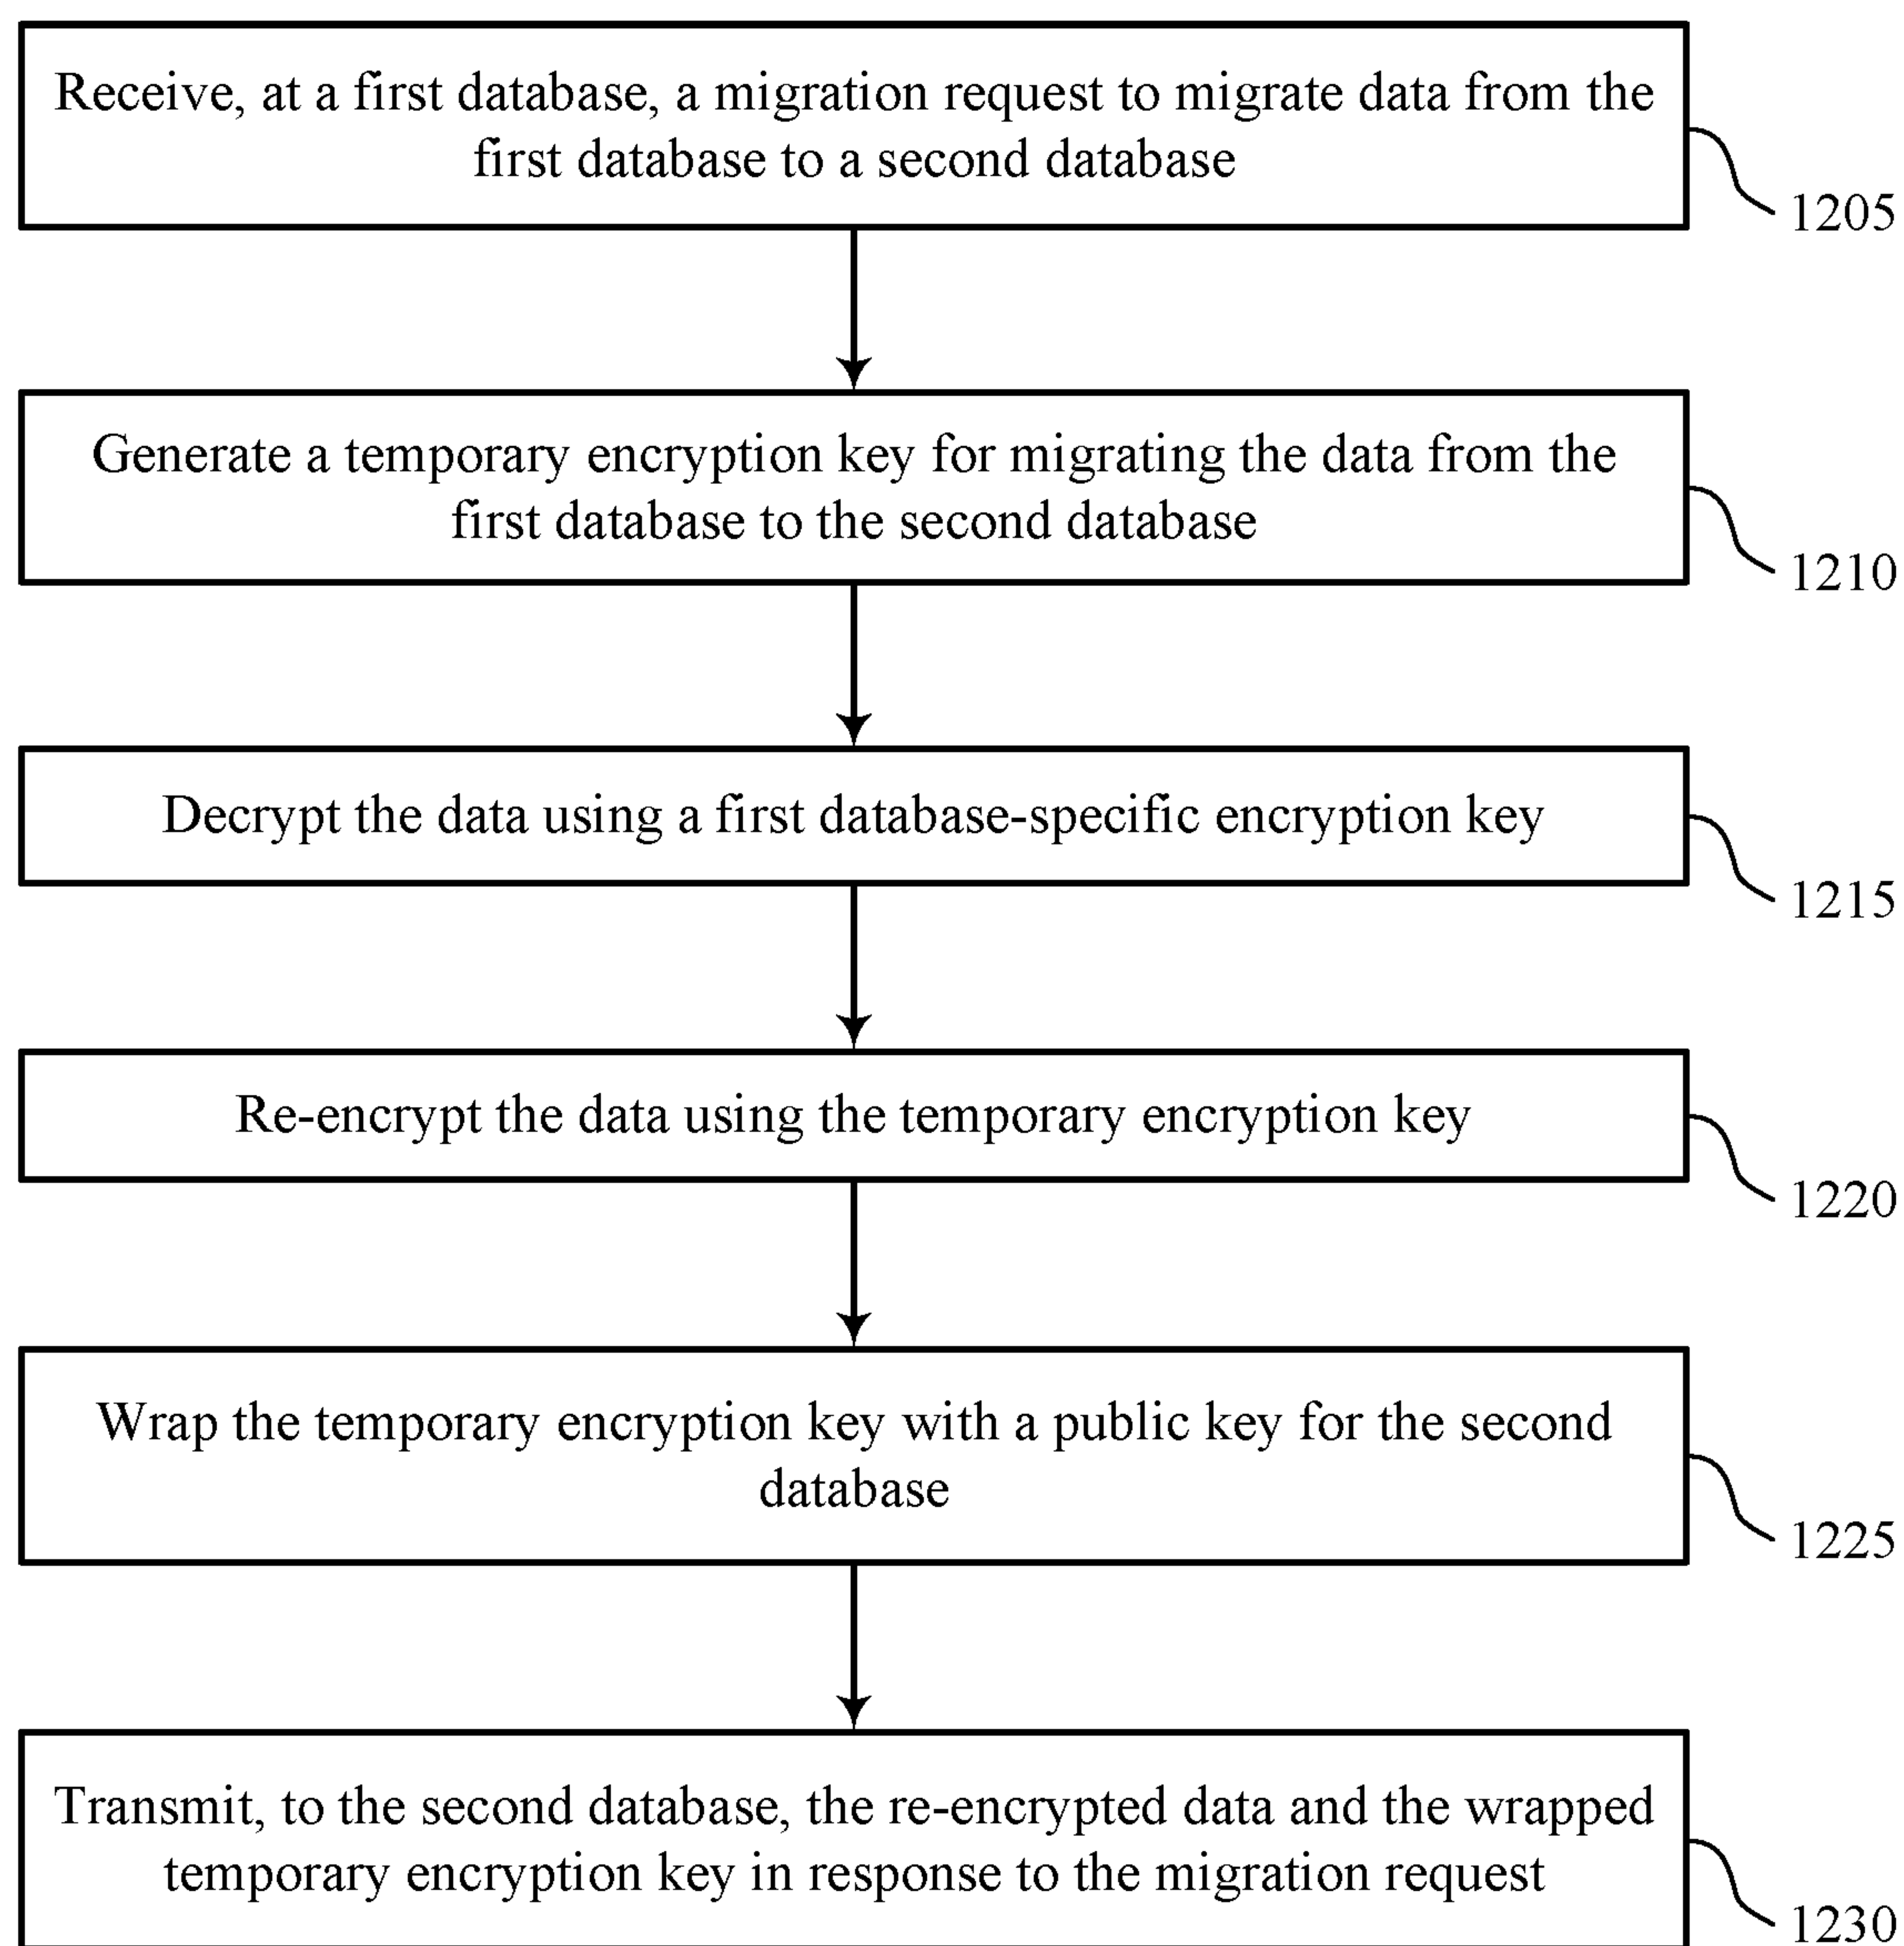 Receive, at a first database, a migration request to migrate data from the
first database to a second database
1205
Generate a temporary encryption key for migrating the data from the
first database to the second database
1210
Decrypt the data using a first database-specific encryption key
1215
Re-encrypt the data using the temporary encryption key
1220
Wrap the temporary encryption key with a public key for the second
database
1225
Transmit, to the second database, the re-encrypted data and the wrapped
temporary encryption key in response to the migration request
1230